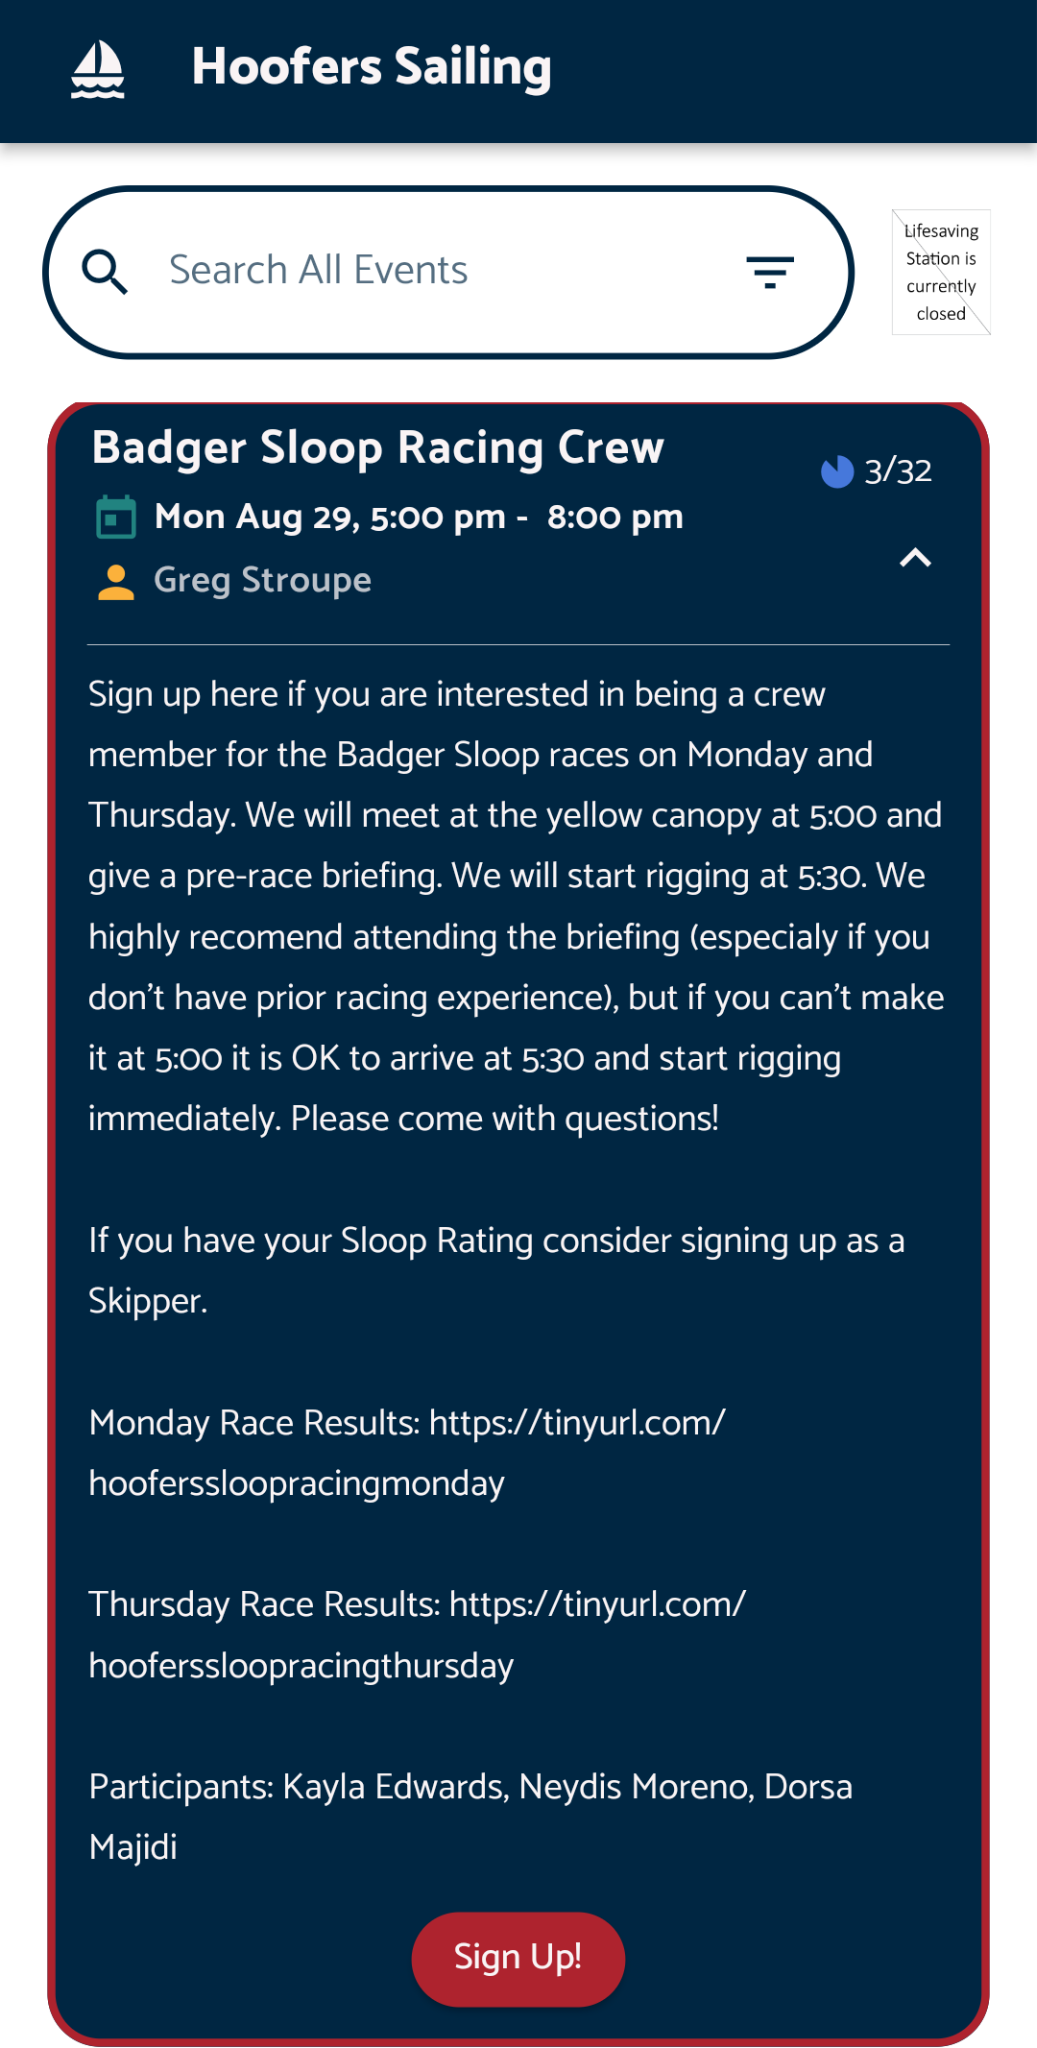 Hoofers Sailing
Search All Events
Lifesaving
Station is
currently
closed
Badger Sloop Racing Crew
3/32
Mon Aug 29, 5:00 pm -  8:00 pm
Greg Stroupe
Sign up here if you are interested in being a crew
member for the Badger Sloop races on Monday and
Thursday. We will meet at the yellow canopy at 5:00 and
give a pre-race briefing. We will start rigging at 5:30. We
highly recomend attending the briefing (especialy if you
don't have prior racing experience), but if you can't make
it at 5:00 it is OK to arrive at 5:30 and start rigging
immediately. Please come with questions!
If you have your Sloop Rating consider signing up as a
Skipper.
Monday Race Results: https://tinyurl.com/
hooferssloopracingmonday
Thursday Race Results: https://tinyurl.com/
hooferssloopracingthursday
Participants: Kayla Edwards, Neydis Moreno, Dorsa
Majidi
Sign Up!